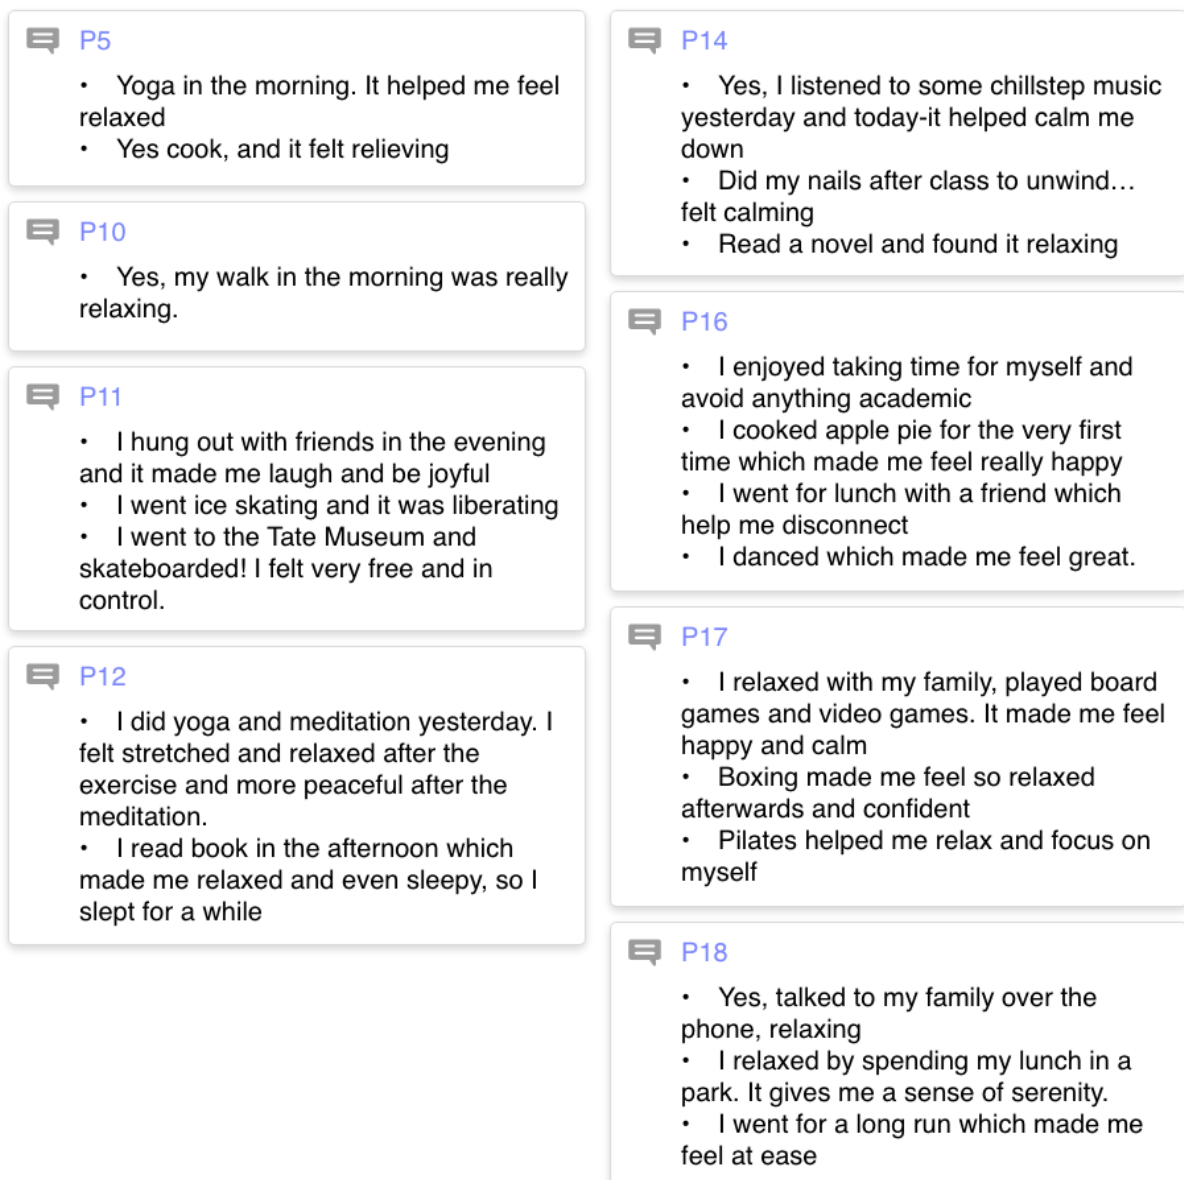 P5
• Yoga in the morning. It helped me feel
relaxed
• Yes cook, and it felt relieving
P10
• Yes, my walk in the morning was really
relaxing.
P11
• I hung out with friends in the evening
and it made me laugh and be joyful
• I went ice skating and it was liberating
• I went to the Tate Museum and
skateboarded! I felt very free and in
control.
P12
• I did yoga and meditation yesterday. I
felt stretched and relaxed after the
exercise and more peaceful after the
meditation.
• I read book in the afternoon which
made me relaxed and even sleepy, so I
slept for a while
P14
• Yes, I listened to some chillstep music
yesterday and today-it helped calm me
down
• Did my nails after class to unwind…
felt calming
• Read a novel and found it relaxing
P16
• I enjoyed taking time for myself and
avoid anything academic
• I cooked apple pie for the very first
time which made me feel really happy
• I went for lunch with a friend which
help me disconnect
• I danced which made me feel great.
P17
• I relaxed with my family, played board
games and video games. It made me feel
happy and calm
• Boxing made me feel so relaxed
afterwards and confident
• Pilates helped me relax and focus on
myself
P18
• Yes, talked to my family over the
phone, relaxing
• I relaxed by spending my lunch in a
park. It gives me a sense of serenity.
• I went for a long run which made me
feel at ease